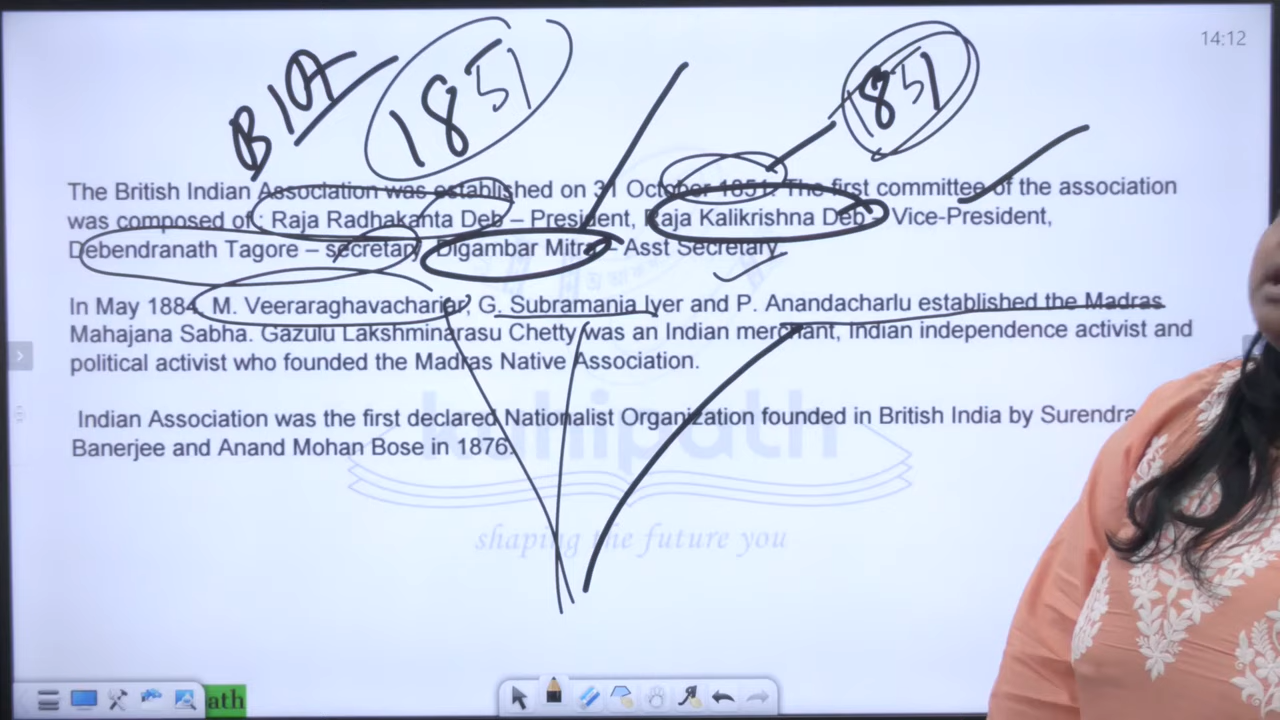 14:12
BIA 1851
1851
The British Indian Association was established on 31 October 1851. The first committee of the association
was composed of : Raja Radhakanta Deb – President, Raja Kalikrishna Deb – Vice-President,
Debendranath Tagore – secretary Digambar Mitra – Asst Secretary
In May 1884, M. Veeraraghavachariar, G. Subramania Iyer and P. Anandacharlu established the Madras
Mahajana Sabha. Gazulu Lakshminarasu Chetty was an Indian merchant, Indian independence activist and
political activist who founded the Madras Native Association.
Indian Association was the first declared Nationalist Organization founded in British India by Surendra
Banerjee and Anand Mohan Bose in 1876.
shaping the future you
ath